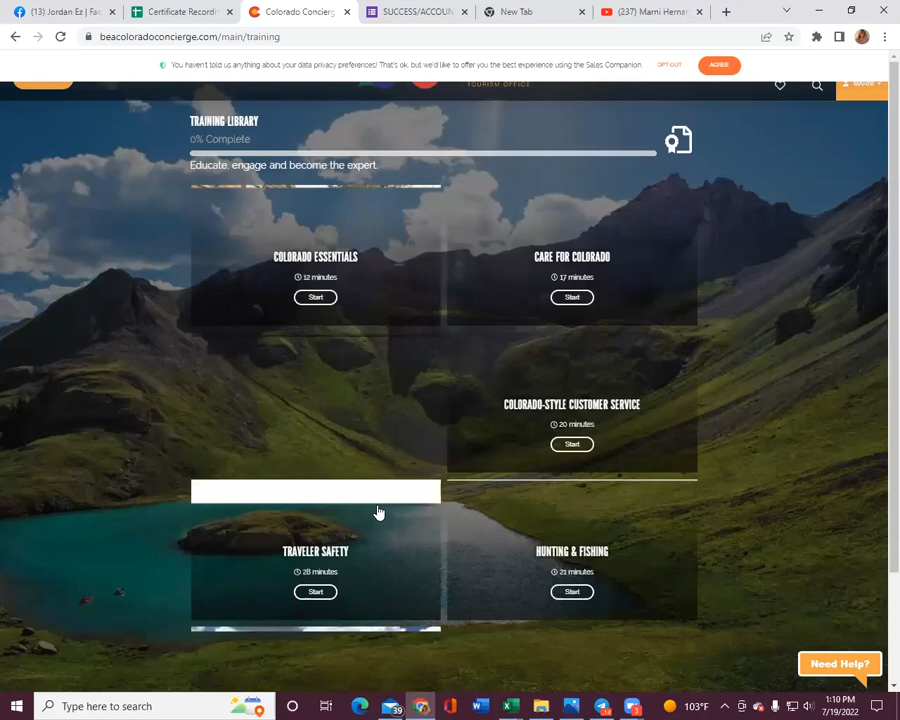 (13) Jordan Ez | Fac
Certificate Recordi
Colorado Concierg
SUCCESS/ACCOUN
New Tab
(237) Marni Herna
beacoloradoconcierge.com/main/training
You haven't told us anything about your data privacy preferences! That's ok, but we'd like to offer you the best experience using the Sales Companion.
OPT-OUT
AGREE
TOURISM OFFICE
TRAINING LIBRARY
0% Complete
Educate, engage and become the expert.
COLORADO ESSENTIALS
12 minutes
Start
CARE FOR COLORADO
17 minutes
Start
COLORADO-STYLE CUSTOMER SERVICE
20 minutes
Start
TRAVELER SAFETY
28 minutes
Start
HUNTING & FISHING
21 minutes
Start
Need Help?
Type here to search
39
14
3
103°F
1:10 PM
7/19/2022